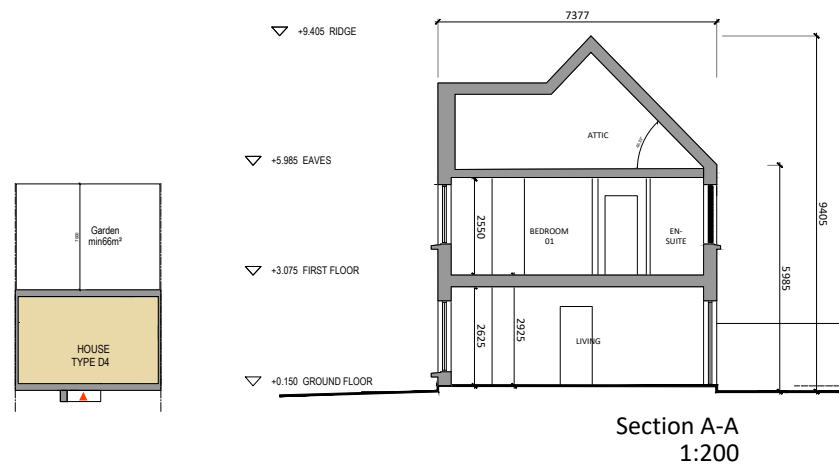 7377
+9.405 RIDGE
ATTIC
+5.985 EAVES
Garden
min66m²
2550
BEDROOM
01
EN-
SUITE
9405
5985
+3.075 FIRST FLOOR
2625
2925
LIVING
HOUSE
TYPE D4
+0.150 GROUND FLOOR
Section A-A
1:200